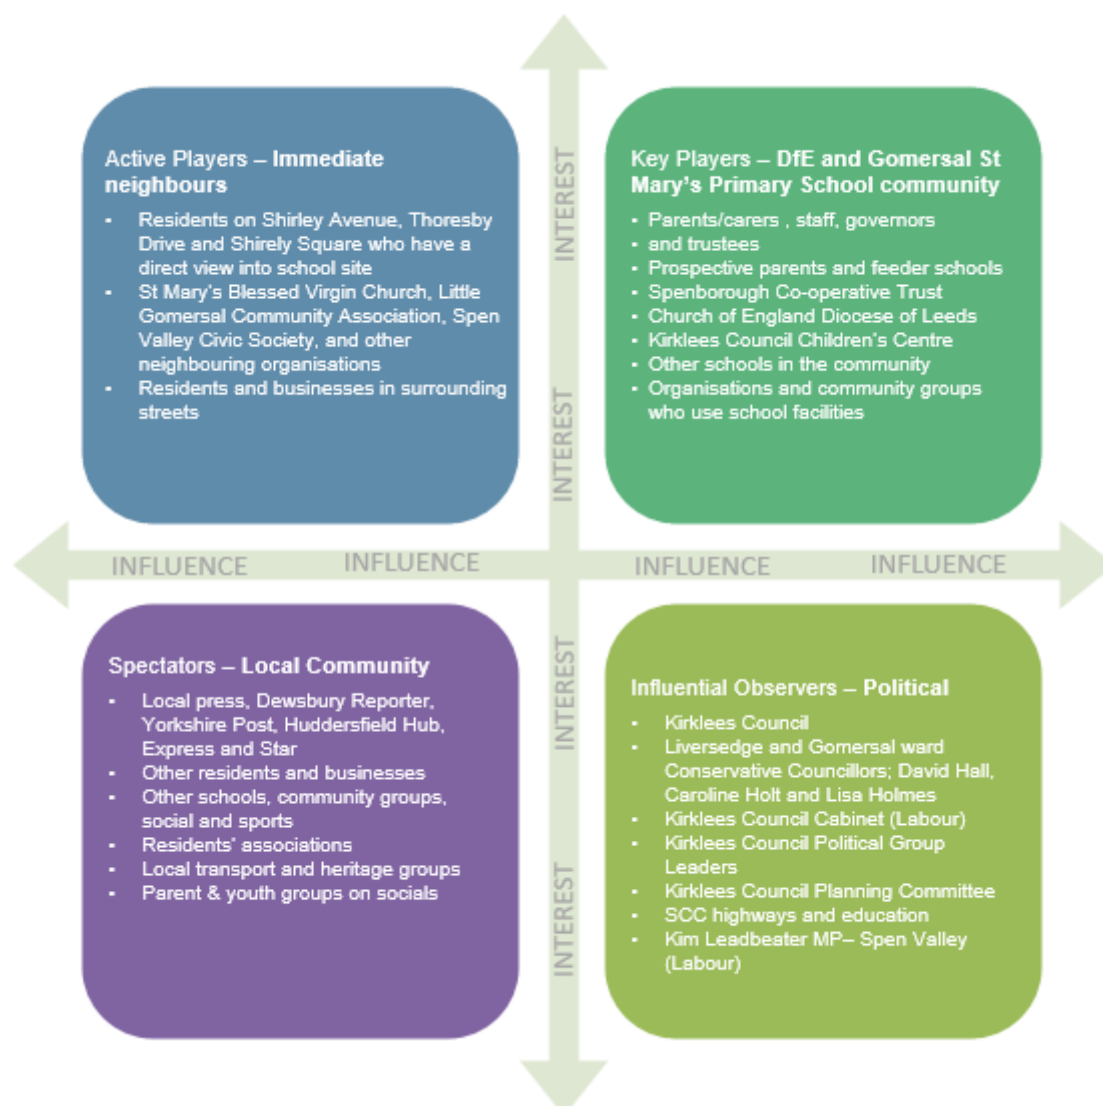 Active Players – Immediate
neighbours
- Residents on Shirley Avenue, Thoresby
Drive and Shirely Square who have a
direct view into school site
- St Mary's Blessed Virgin Church, Little
Gomersal Community Association, Spen
Valley Civic Society, and other
neighbouring organisations
- Residents and businesses in surrounding
streets
INTEREST
INTEREST
Key Players – DfE and Gomersal St
Mary's Primary School community
- Parents/carers , staff, governors
- and trustees
- Prospective parents and feeder schools
- Spenborough Co-operative Trust
- Church of England Diocese of Leeds
- Kirklees Council Children's Centre
- Other schools in the community
- Organisations and community groups
who use school facilities
INFLUENCE
INFLUENCE
INFLUENCE
INFLUENCE
Spectators – Local Community
- Local press, Dewsbury Reporter,
Yorkshire Post, Huddersfield Hub,
Express and Star
- Other residents and businesses
- Other schools, community groups,
social and sports
- Residents' associations
- Local transport and heritage groups
- Parent & youth groups on socials
INTEREST
INTEREST
Influential Observers – Political
- Kirklees Council
- Liversedge and Gomersal ward
Conservative Councillors; David Hall,
Caroline Holt and Lisa Holmes
- Kirklees Council Cabinet (Labour)
- Kirklees Council Political Group
Leaders
- Kirklees Council Planning Committee
- SCC highways and education
- Kim Leadbeater MP– Spen Valley
(Labour)